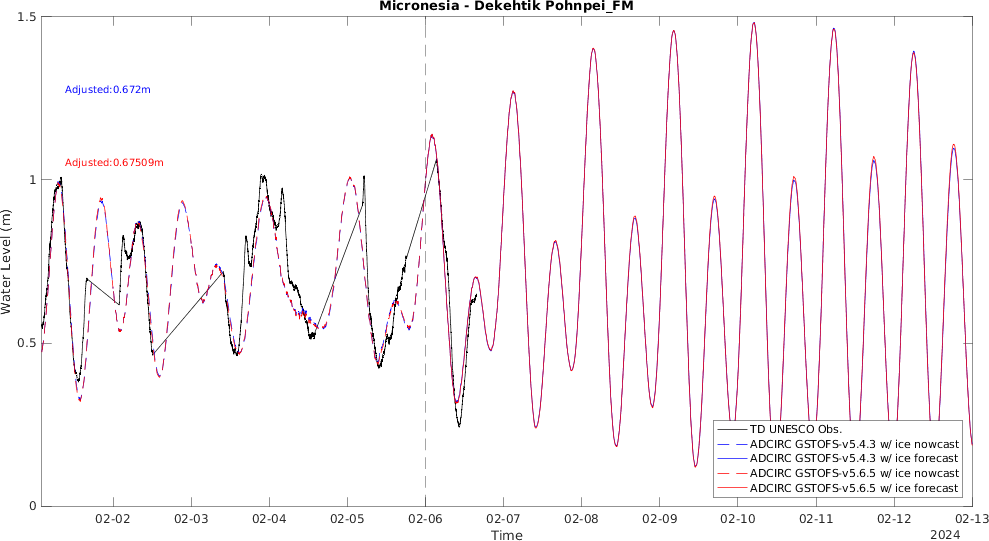 Micronesia - Dekehtik Pohnpei_FM
Water Level (m)
1.5
1
0.5
0
Adjusted:0.672m
Adjusted:0.67509m
TD UNESCO Obs.
ADCIRC GSTOFS-v5.4.3 w/ ice nowcast
ADCIRC GSTOFS-v5.4.3 w/ ice forecast
ADCIRC GSTOFS-v5.6.5 w/ ice nowcast
ADCIRC GSTOFS-v5.6.5 w/ ice forecast
02-02 02-03 02-04 02-05 02-06 02-07 02-08 02-09 02-10 02-11 02-12 02-13
Time
2024